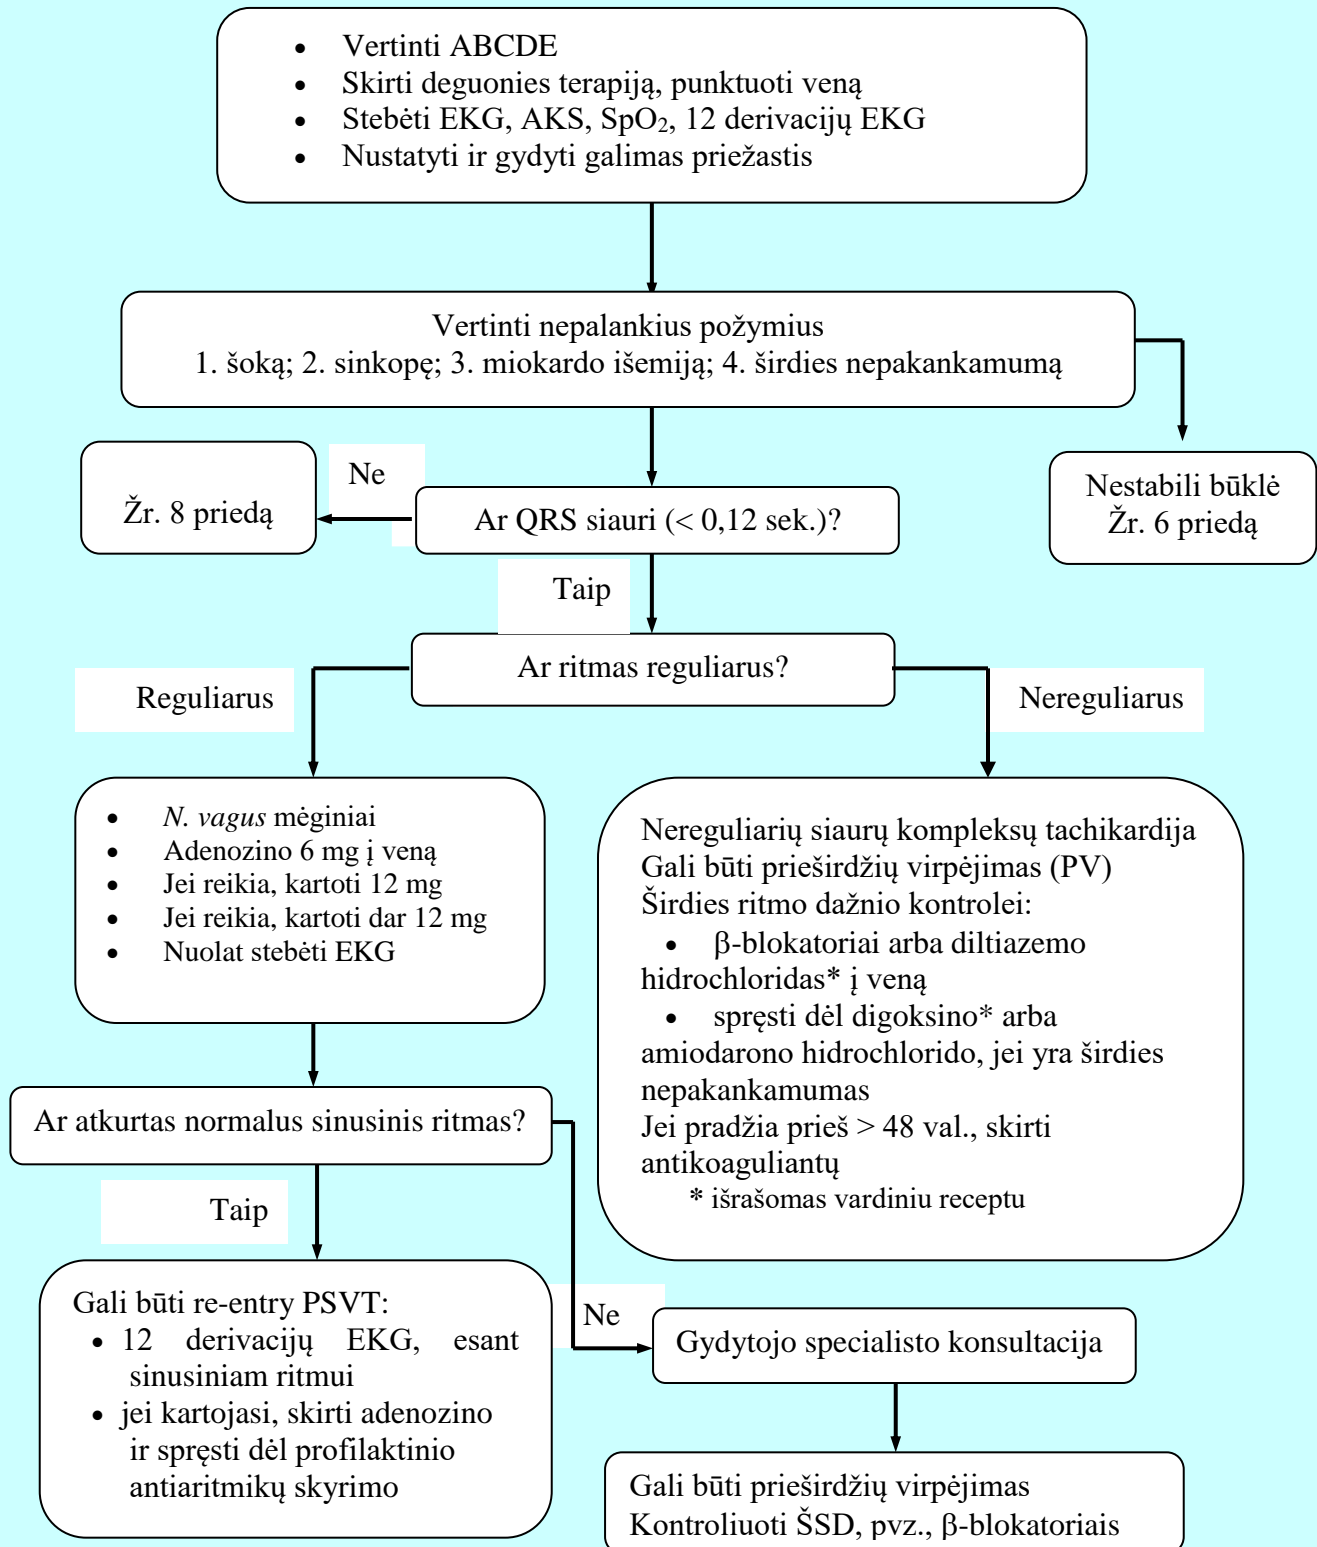 • Vertinti ABCDE
• Skirti deguonies terapiją, punktuoti veną
• Stebėti EKG, AKS, SpO₂, 12 derivacijų EKG
• Nustatyti ir gydyti galimas priežastis
Vertinti nepalankius požymius
1. šoką; 2. sinkopę; 3. miokardo išemiją; 4. širdies nepakankamumą
Nestabili būklė
Žr. 6 priedą
Ar QRS siauri (< 0,12 sek.)?
Ne
Žr. 8 priedą
Taip
Ar ritmas reguliarus?
Reguliarus
Nereguliarus
• N. vagus mėginiai
• Adenozino 6 mg į veną
• Jei reikia, kartoti 12 mg
• Jei reikia, kartoti dar 12 mg
• Nuolat stebėti EKG
Nereguliarių siaurų kompleksų tachikardija
Gali būti prieširdžių virpėjimas (PV)
Širdies ritmo dažnio kontrolei:
• β-blokatoriai arba diltiazemo
hidrochloridas* į veną
• spręsti dėl digoksino* arba
amiodarono hidrochlorido, jei yra širdies
nepakankamumas
Jei pradžia prieš > 48 val., skirti
antikoaguliantų
* išrašomas vardiniu receptu
Ar atkurtas normalus sinusinis ritmas?
Taip
Gali būti re-entry PSVT:
• 12 derivacijų EKG, esant
sinusiniam ritmui
• jei kartojasi, skirti adenozino
ir spręsti dėl profilaktinio
antiaritmikų skyrimo
Ne
Gydytojo specialisto konsultacija
Gali būti prieširdžių virpėjimas
Kontroliuoti ŠSD, pvz., β-blokatoriais